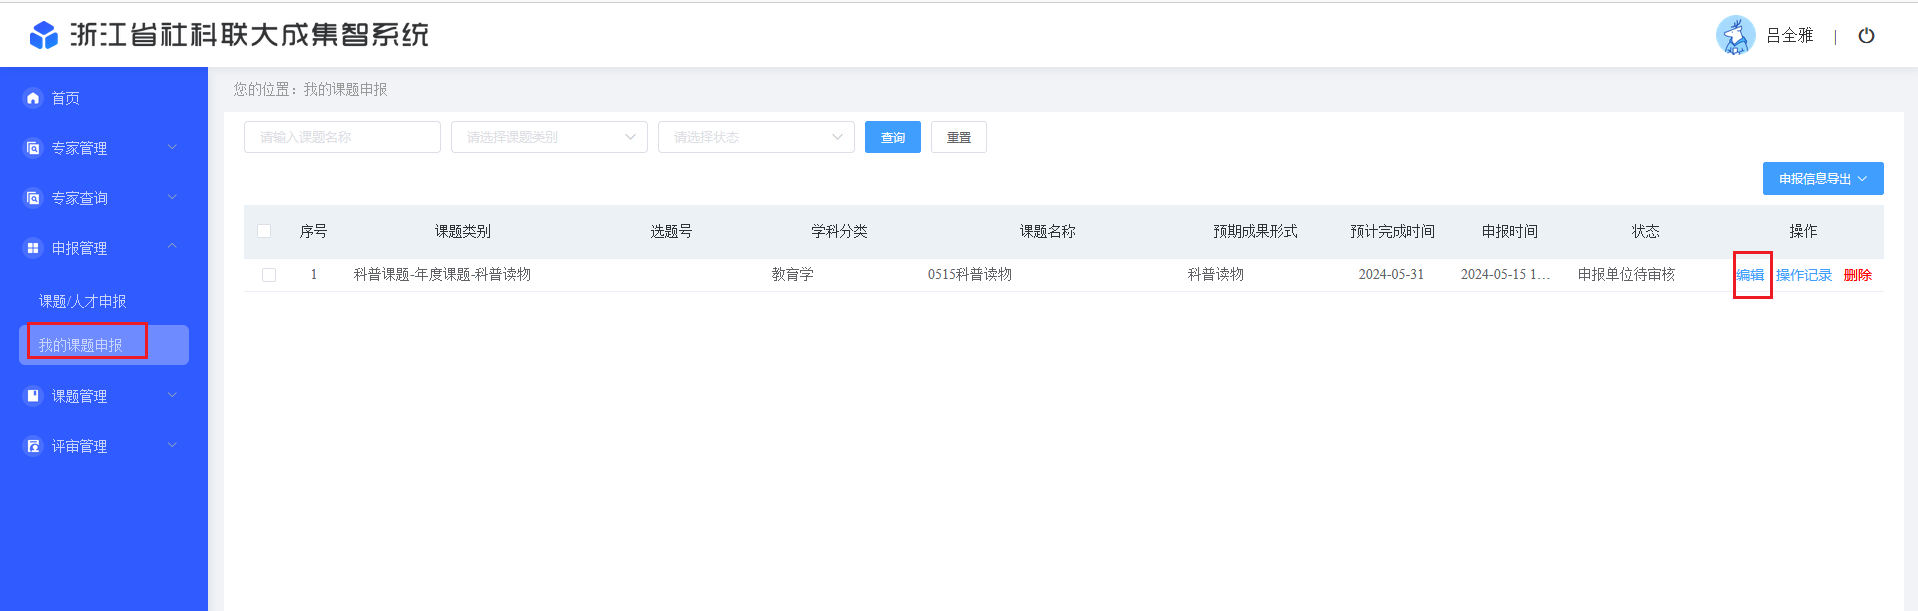 浙江省社科联大成集智系统
吕全雅 |
首页
专家管理
专家查询
申报管理
课题/人才申报
我的课题申报
课题管理
评审管理
您的位置：我的课题申报
请输入课题名称 请选择课题类别 请选择状态 查询 重置
申报信息导出
序号 课题类别 选题号 学科分类 课题名称 预期成果形式 预计完成时间 申报时间 状态 操作
1 科普课题-年度课题-科普读物 教育学 0515科普读物 科普读物 2024-05-31 2024-05-15 1... 申报单位待审核 编辑 操作记录 删除